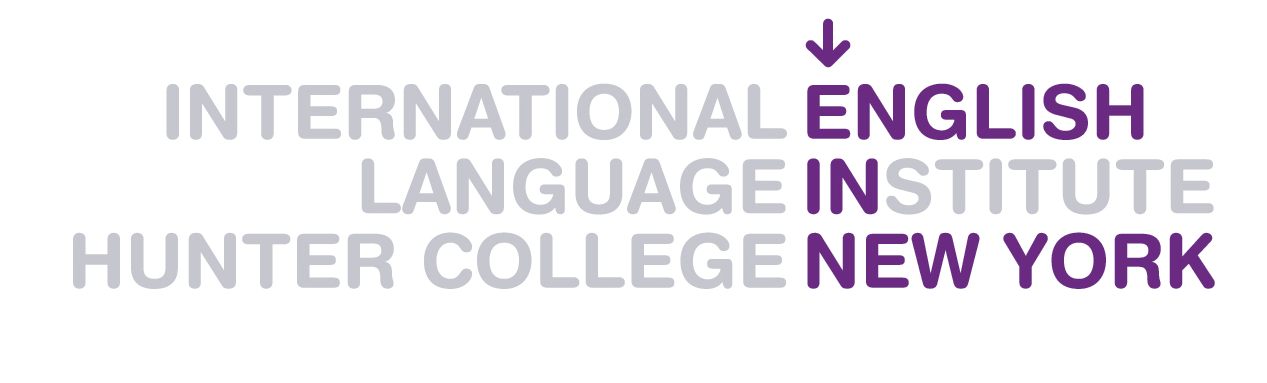 INTERNATIONAL ENGLISH
LANGUAGE INSTITUTE
HUNTER COLLEGE NEW YORK